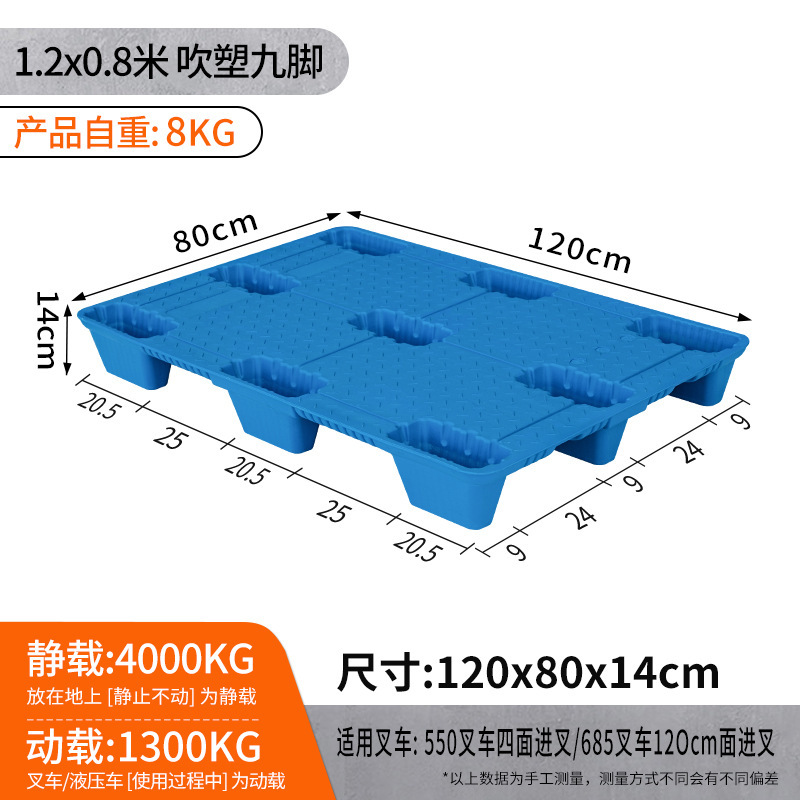 1.2x0.8米 吹塑九脚
产品自重: 8KG
80cm
120cm
14cm
20.5
25
20.5
25
20.5
9
24
9
24
9
静载:4000KG
放在地上 [静止不动] 为静载
动载:1300KG
叉车/液压车 [使用过程中] 为动载
尺寸:120x80x14cm
适用叉车: 550叉车四面进叉/685叉车120cm面进叉
*以上数据为手工测量，测量方式不同会有不同偏差